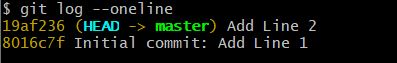 $ git log --oneline
19af236 (HEAD -> master) Add Line 2
8016c7f Initial commit: Add Line 1